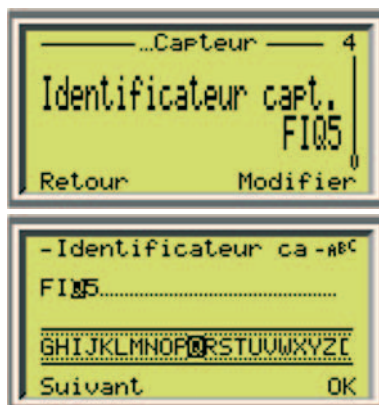 …Capteur 4
Identificateur capt.
FIQ5
0
Retour Modifier
-Identificateur ca -ABC
FIQ5
GHIJKLMNOPQRSTUVWXYZ[
Suivant OK